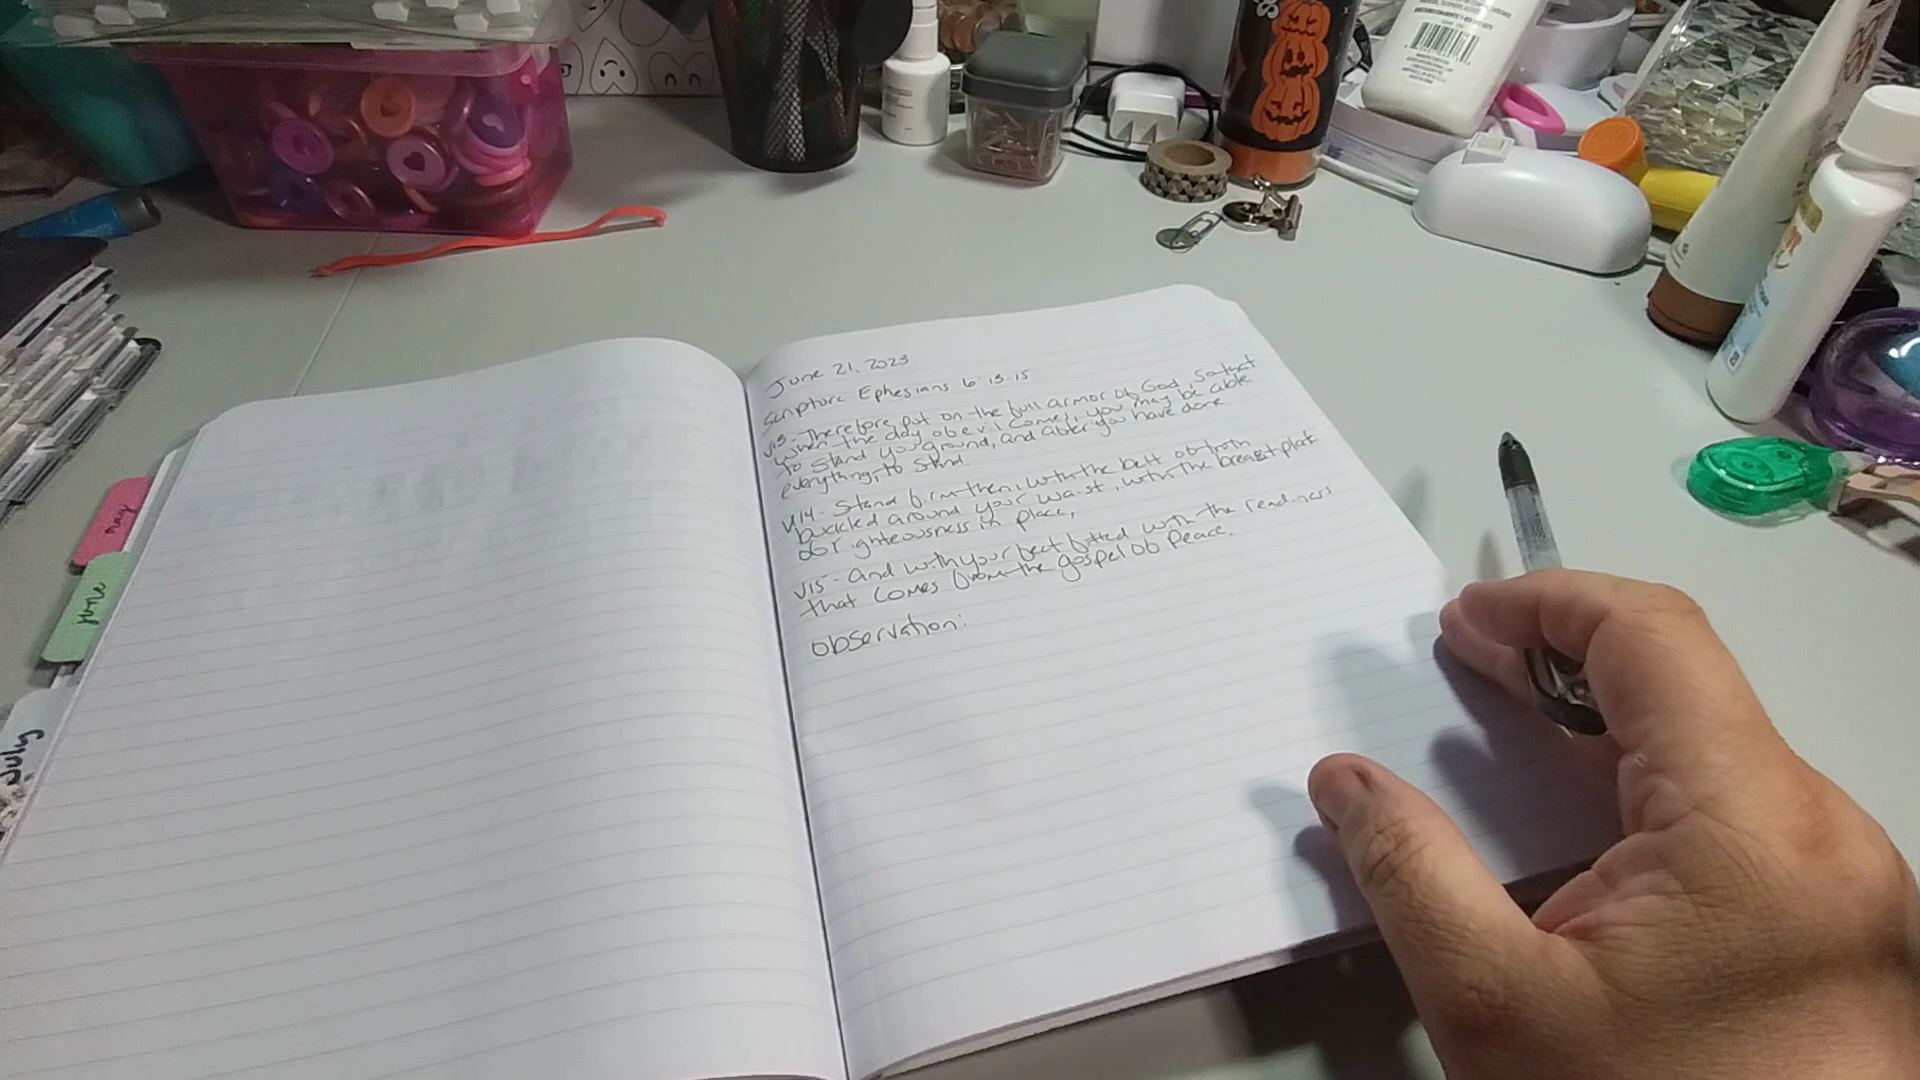 June 21, 2023
Scripture: Ephesians 6:13-15
V13 - Therefore, put on the full armor of God, so that
when the day of evil comes, you may be able
to stand your ground, and after you have done
everything, to stand.
V14 - Stand firm then, with the belt of truth
buckled around your waist, with the breastplate
of righteousness in place,
V15 - and with your feet fitted with the readiness
that comes from the gospel of peace.
Observation:
may
June
July